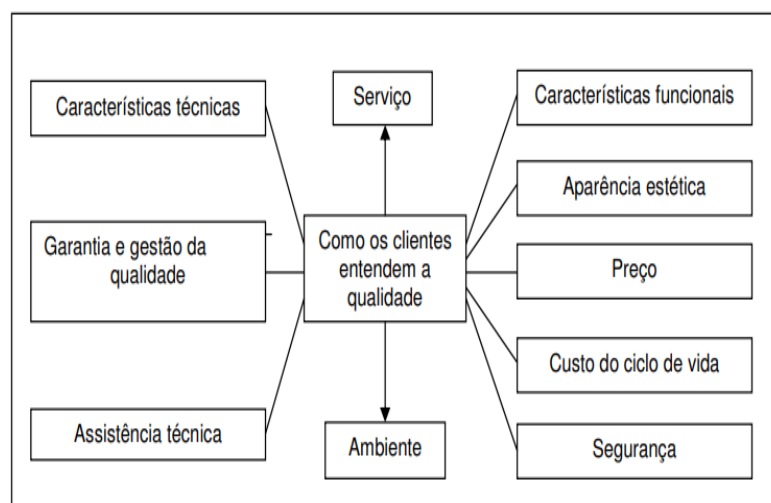 Características técnicas
Serviço
Características funcionais
Aparência estética
Garantia e gestão da
qualidade
Como os clientes
entendem a
qualidade
Preço
Custo do ciclo de vida
Assistência técnica
Ambiente
Segurança